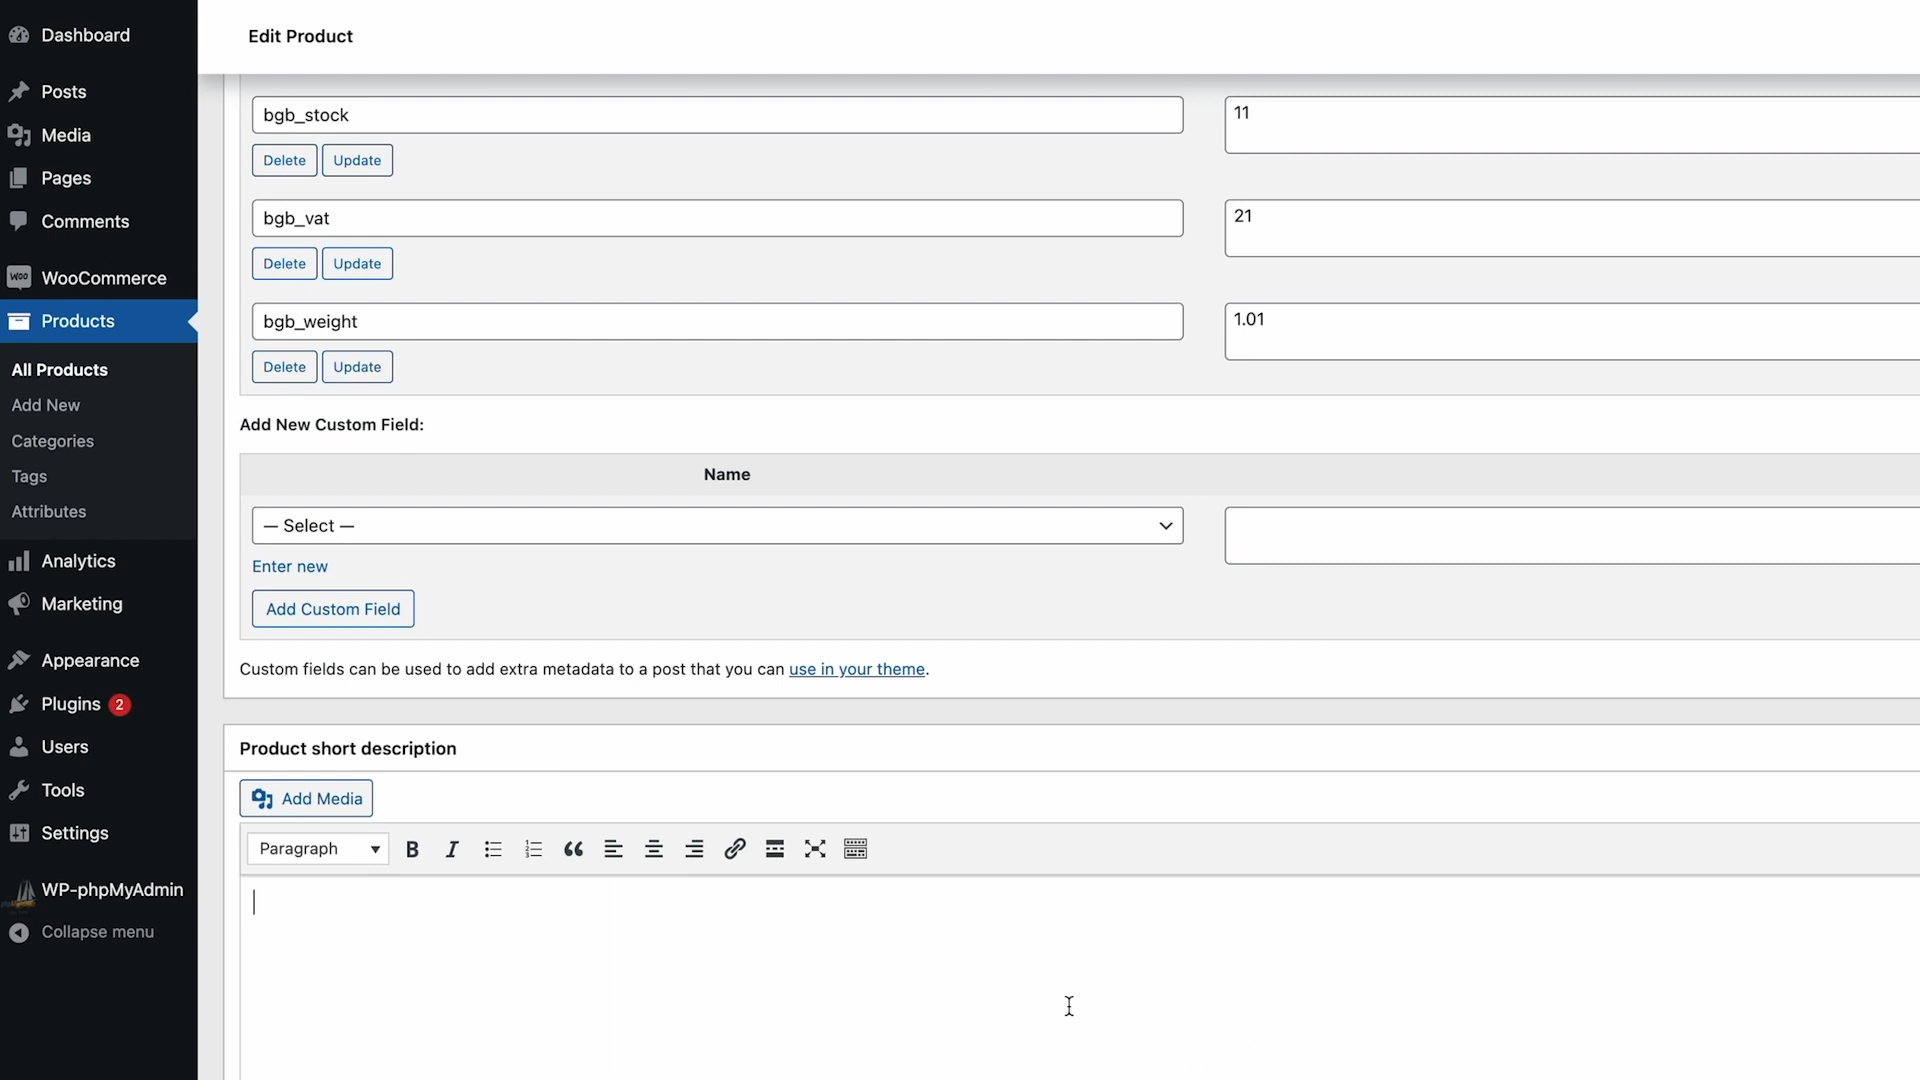 Dashboard
Posts
Media
Pages
Comments
WOO WooCommerce
Products
All Products
Add New
Categories
Tags
Attributes
Analytics
Marketing
Appearance
Plugins 2
Users
Tools
Settings
WP-phpMyAdmin
Collapse menu
Edit Product
bgb_stock 11
Delete Update
bgb_vat 21
Delete Update
bgb_weight 1.01
Delete Update
Add New Custom Field:
Name
— Select —
Enter new
Add Custom Field
Custom fields can be used to add extra metadata to a post that you can use in your theme.
Product short description
Add Media
Paragraph B I